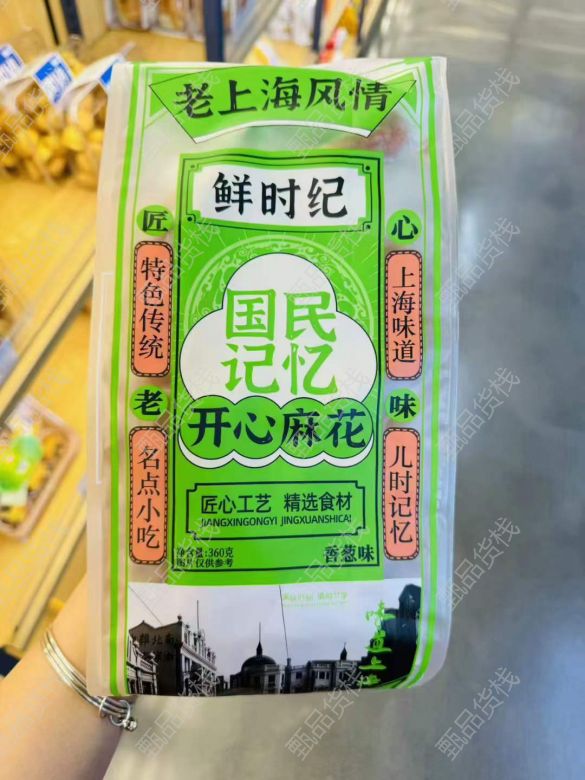 老上海风情
鲜时纪
匠
心
特色传统
上海味道
国民
记忆
老
味
开心麻花
名点小吃
儿时记忆
匠心工艺 精选食材
JIANGXINGONGYI JINGXUANSHICAI
净含量:360克
图片仅供参考
香葱味
味道上
甄品货栈